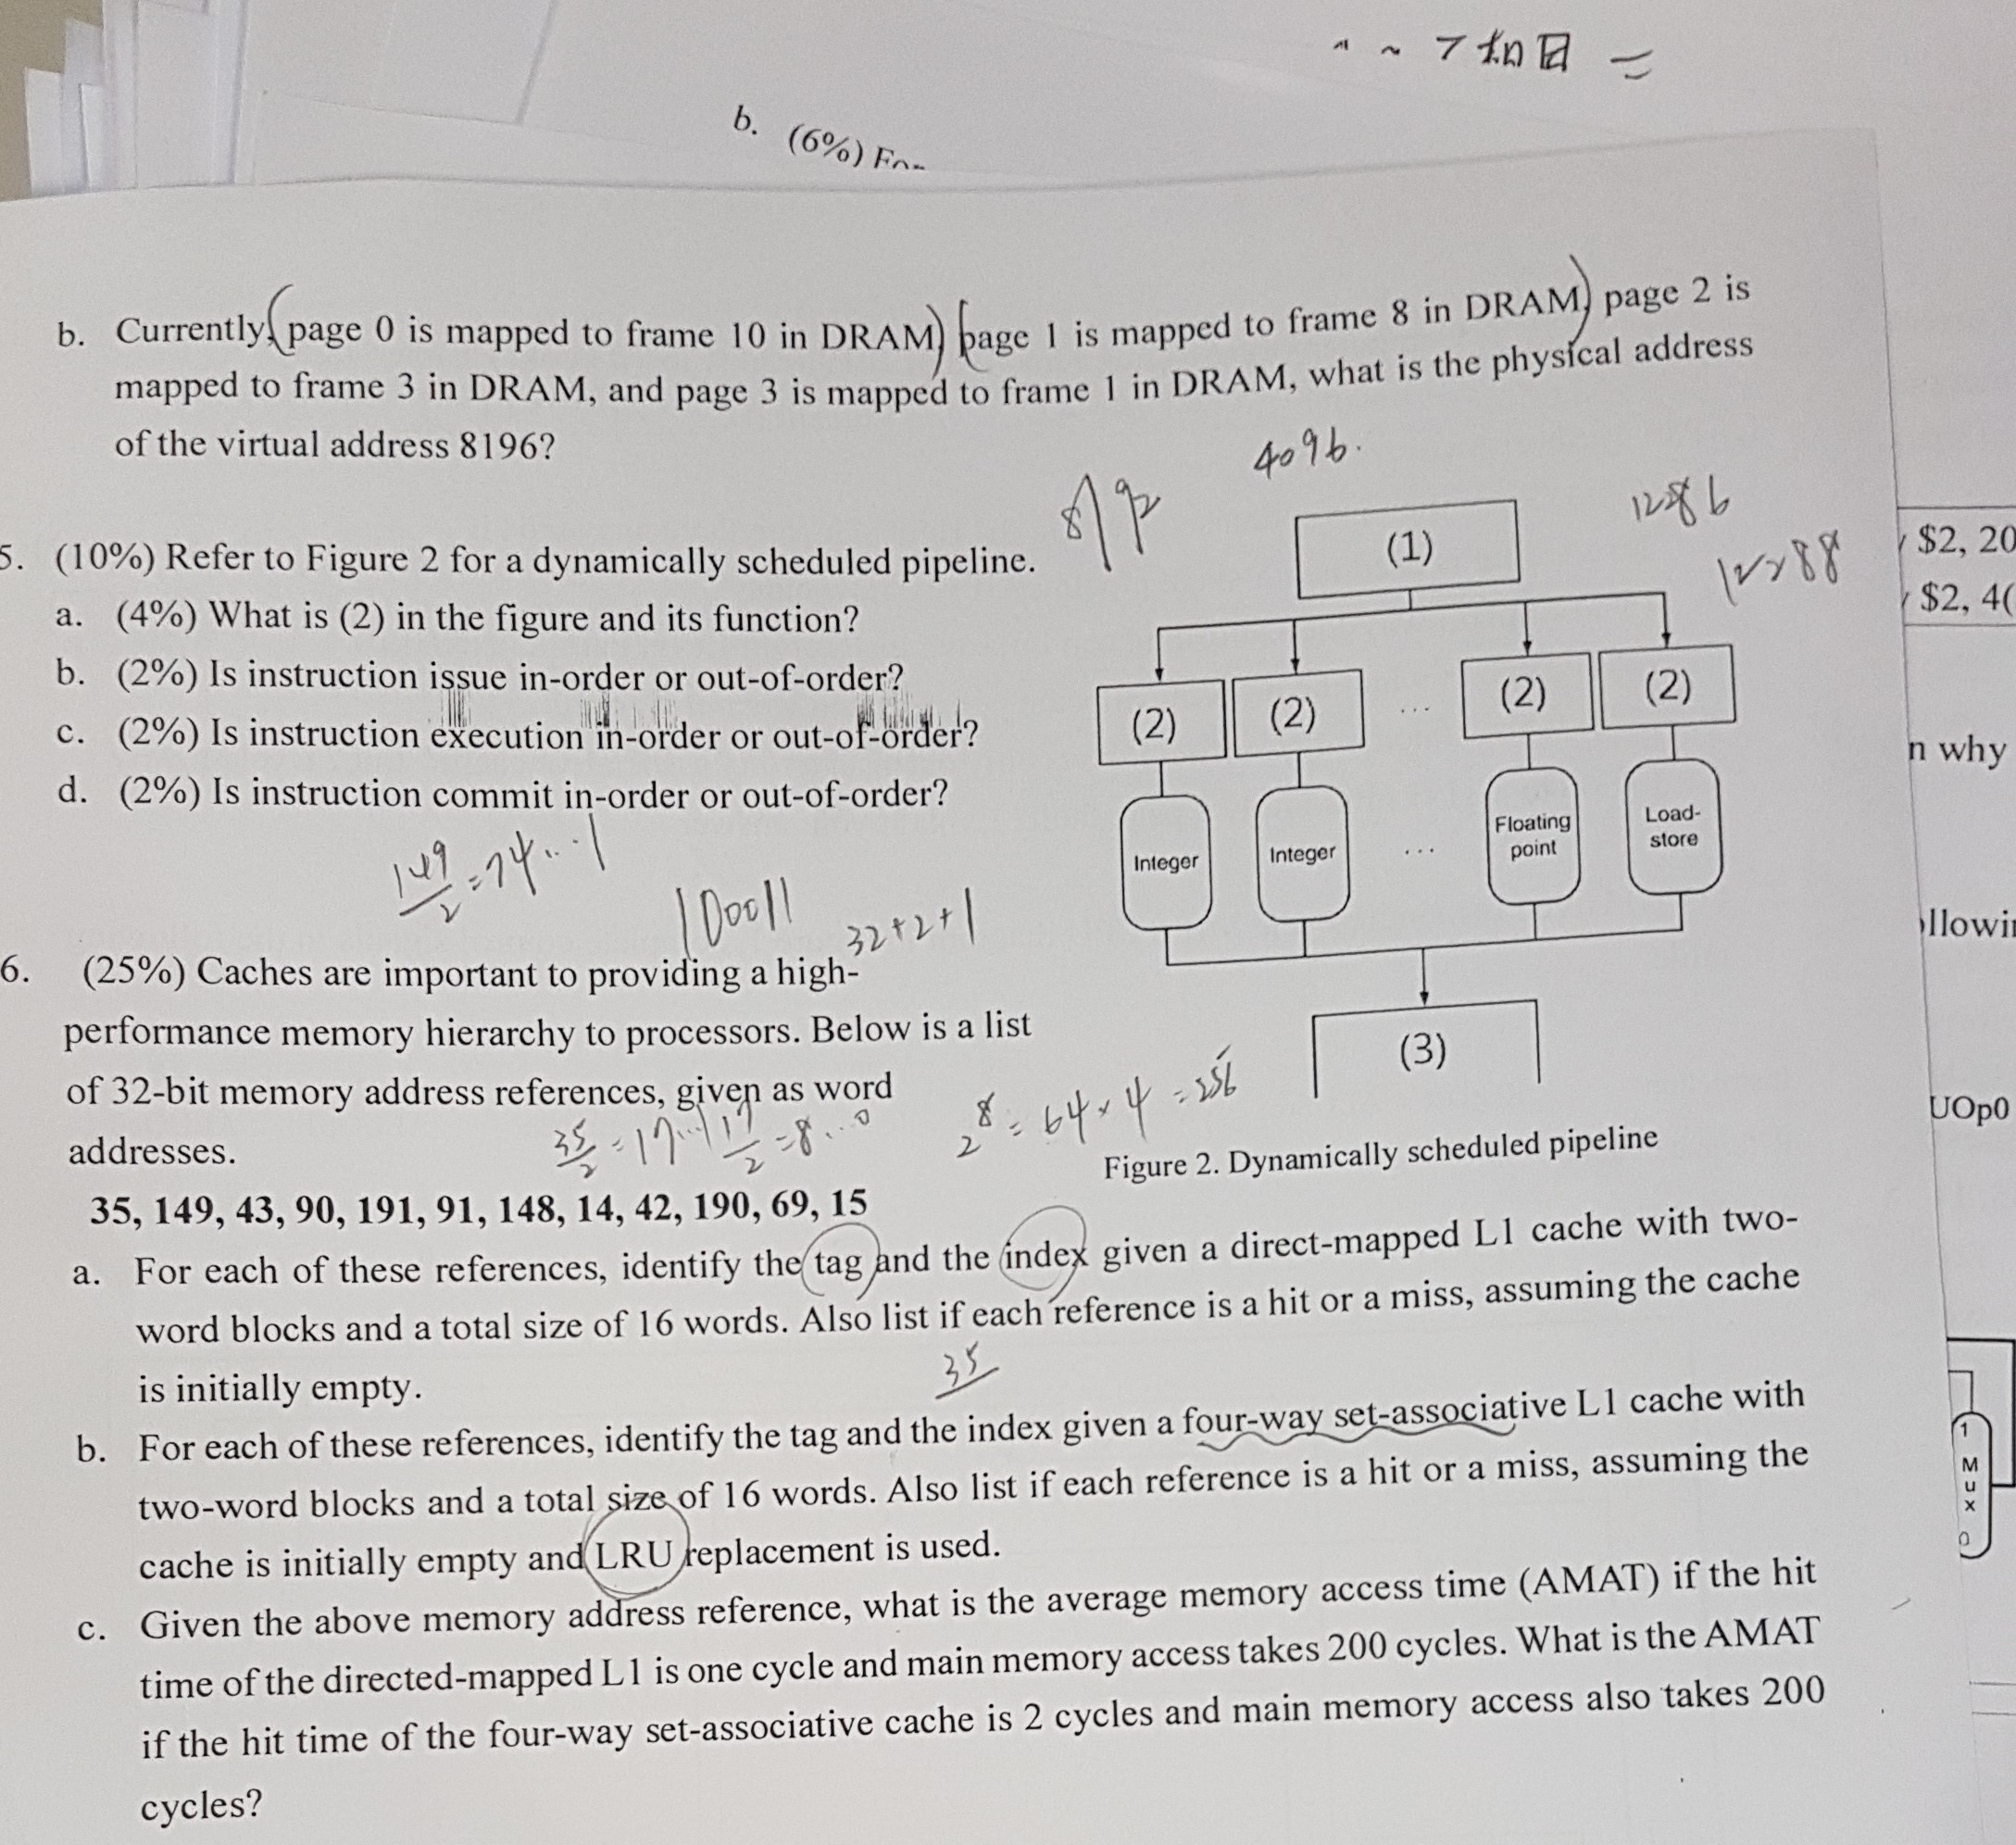 b. (6%)
b. Currently, page 0 is mapped to frame 10 in DRAM, page 1 is mapped to frame 8 in DRAM, page 2 is
mapped to frame 3 in DRAM, and page 3 is mapped to frame 1 in DRAM, what is the physical address
of the virtual address 8196?
4096.
8192
1286
12288
5. (10%) Refer to Figure 2 for a dynamically scheduled pipeline.
a. (4%) What is (2) in the figure and its function?
b. (2%) Is instruction issue in-order or out-of-order?
c. (2%) Is instruction execution in-order or out-of-order?
d. (2%) Is instruction commit in-order or out-of-order?
(1)
(2) (2) ... (2) (2)
Integer Integer ... Floating point Load-store
(3)
Figure 2. Dynamically scheduled pipeline
149/2 = 74...1
100011
32+2+1
6. (25%) Caches are important to providing a high-
performance memory hierarchy to processors. Below is a list
of 32-bit memory address references, given as word
addresses.
35/2 = 17...1 17/2 = 8...0
2^8 = 64 × 4 = 256
35, 149, 43, 90, 191, 91, 148, 14, 42, 190, 69, 15
a. For each of these references, identify the tag and the index given a direct-mapped L1 cache with two-
word blocks and a total size of 16 words. Also list if each reference is a hit or a miss, assuming the cache
is initially empty.
35
b. For each of these references, identify the tag and the index given a four-way set-associative L1 cache with
two-word blocks and a total size of 16 words. Also list if each reference is a hit or a miss, assuming the
cache is initially empty and LRU replacement is used.
c. Given the above memory address reference, what is the average memory access time (AMAT) if the hit
time of the directed-mapped L1 is one cycle and main memory access takes 200 cycles. What is the AMAT
if the hit time of the four-way set-associative cache is 2 cycles and main memory access also takes 200
cycles?
$2, 20
$2, 4(
n why
UOp0
1
M
u
x
0